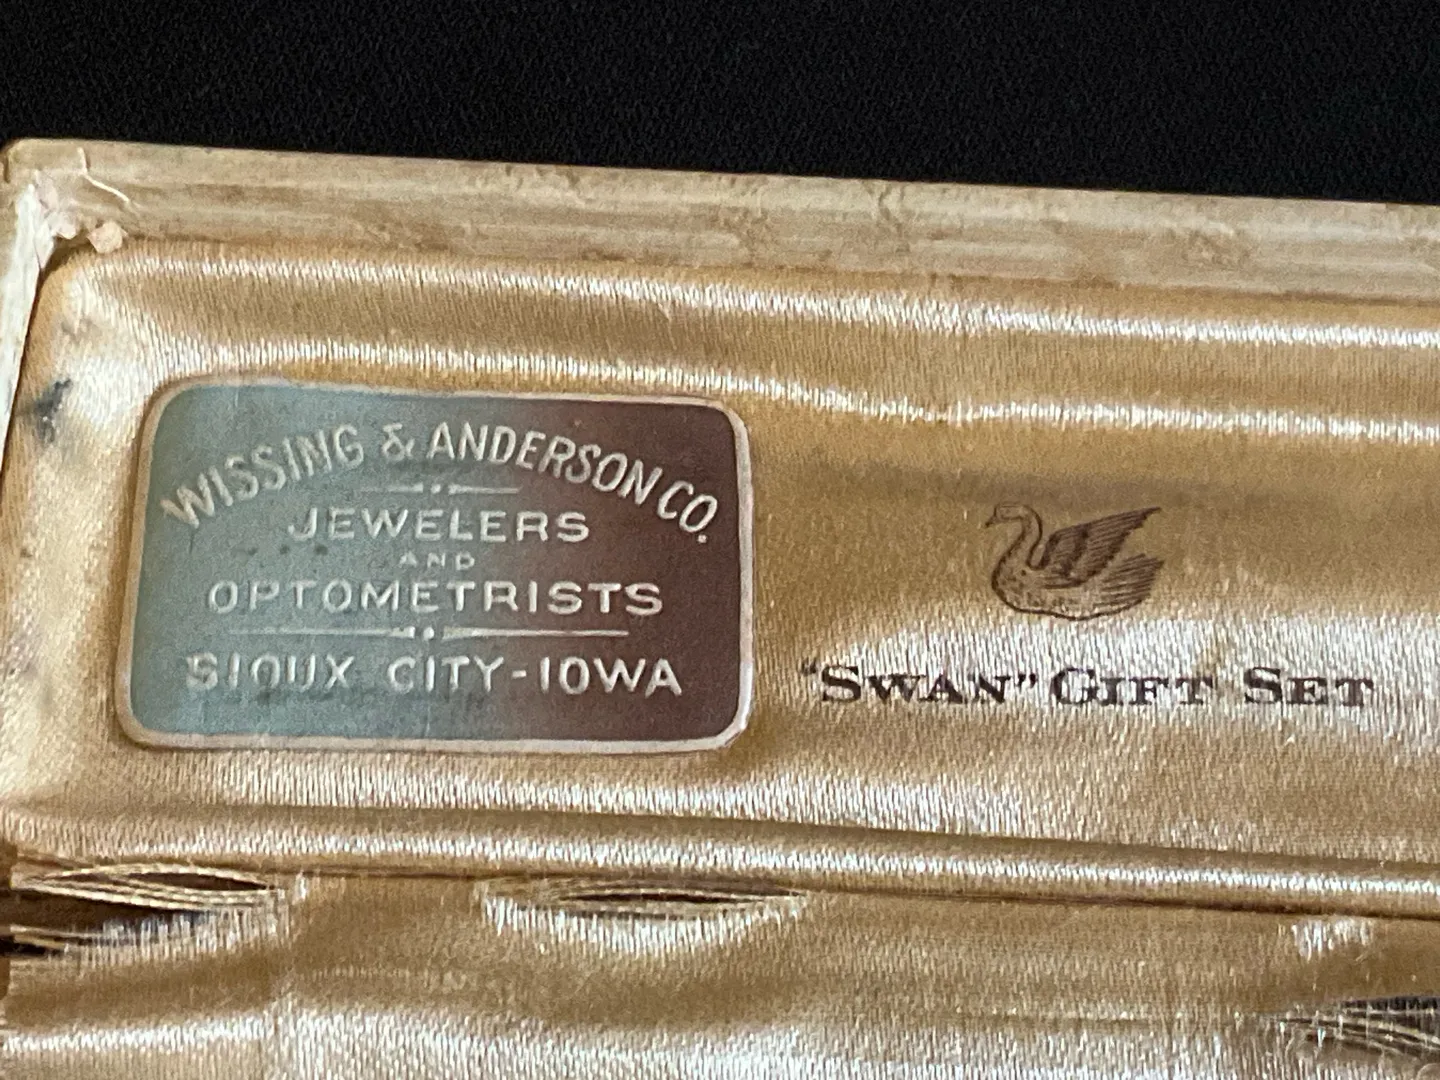 WISSING & ANDERSON CO.
JEWELERS
AND
OPTOMETRISTS
SIOUX CITY-IOWA
"SWAN" GIFT SET